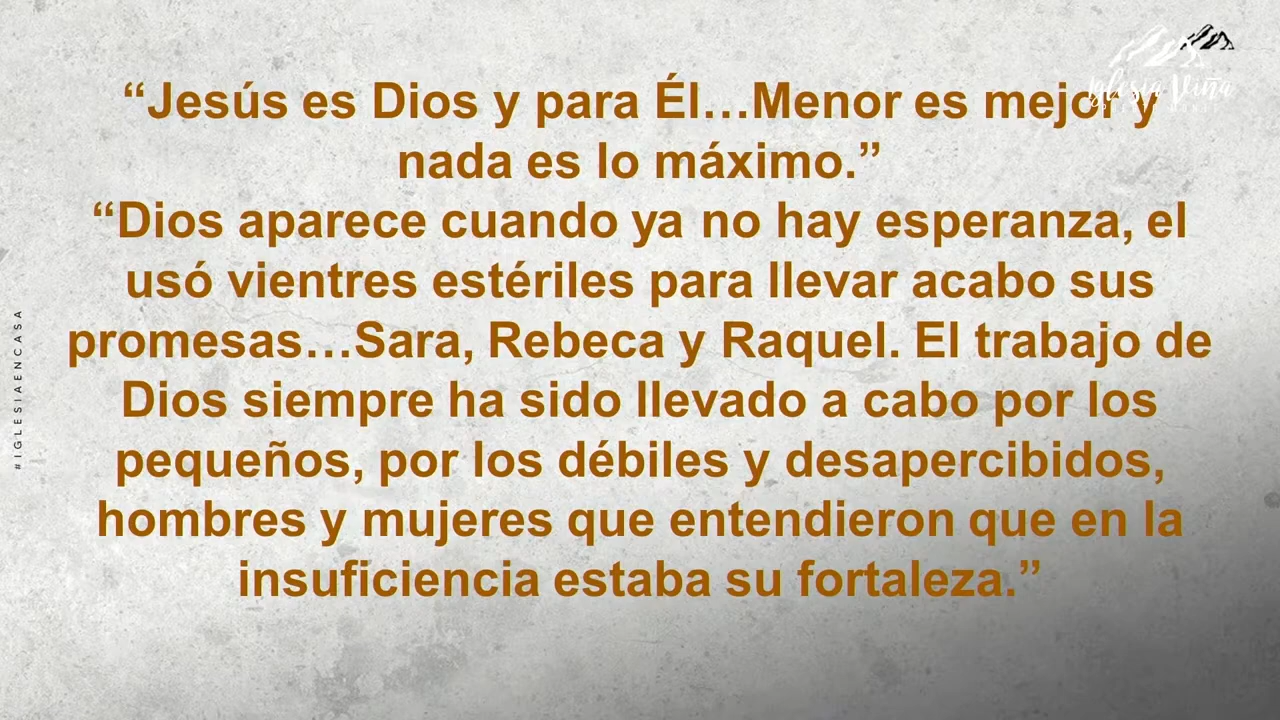 Iglesia Viña
“Jesús es Dios y para Él…Menor es mejor y
nada es lo máximo.”
“Dios aparece cuando ya no hay esperanza, el
usó vientres estériles para llevar acabo sus
promesas…Sara, Rebeca y Raquel. El trabajo de
Dios siempre ha sido llevado a cabo por los
pequeños, por los débiles y desapercibidos,
hombres y mujeres que entendieron que en la
insuficiencia estaba su fortaleza.”
#IGLESIAENCASA